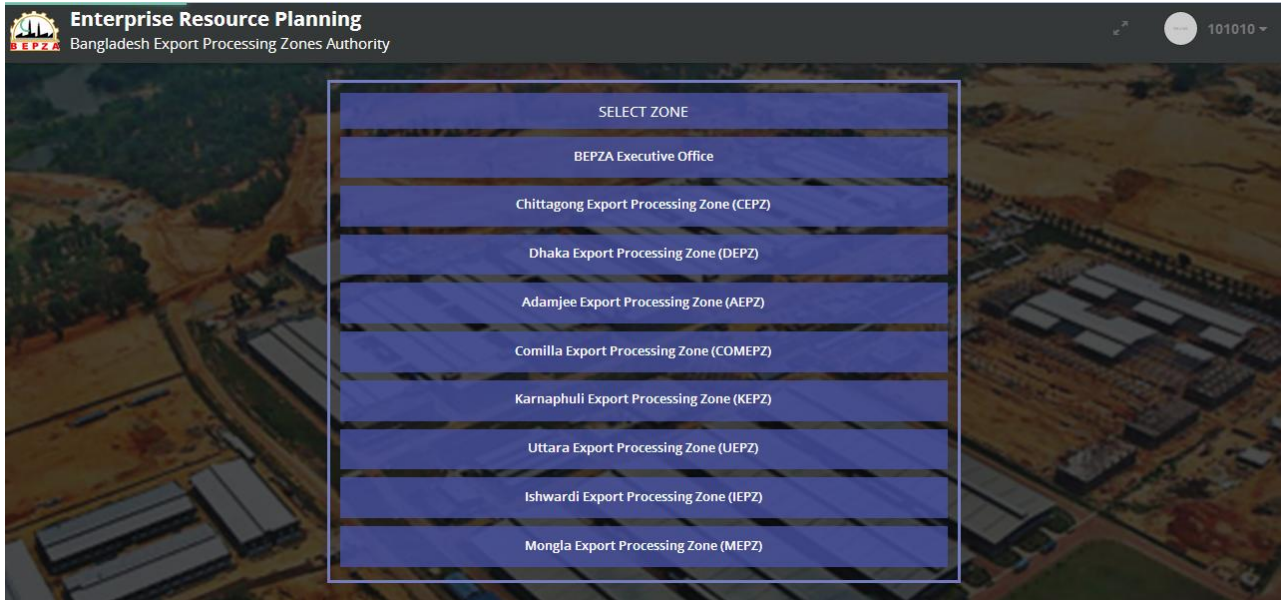 Enterprise Resource Planning
BEPZA
Bangladesh Export Processing Zones Authority
101010
SELECT ZONE
BEPZA Executive Office
Chittagong Export Processing Zone (CEPZ)
Dhaka Export Processing Zone (DEPZ)
Adamjee Export Processing Zone (AEPZ)
Comilla Export Processing Zone (COMEPZ)
Karnaphuli Export Processing Zone (KEPZ)
Uttara Export Processing Zone (UEPZ)
Ishwardi Export Processing Zone (IEPZ)
Mongla Export Processing Zone (MEPZ)